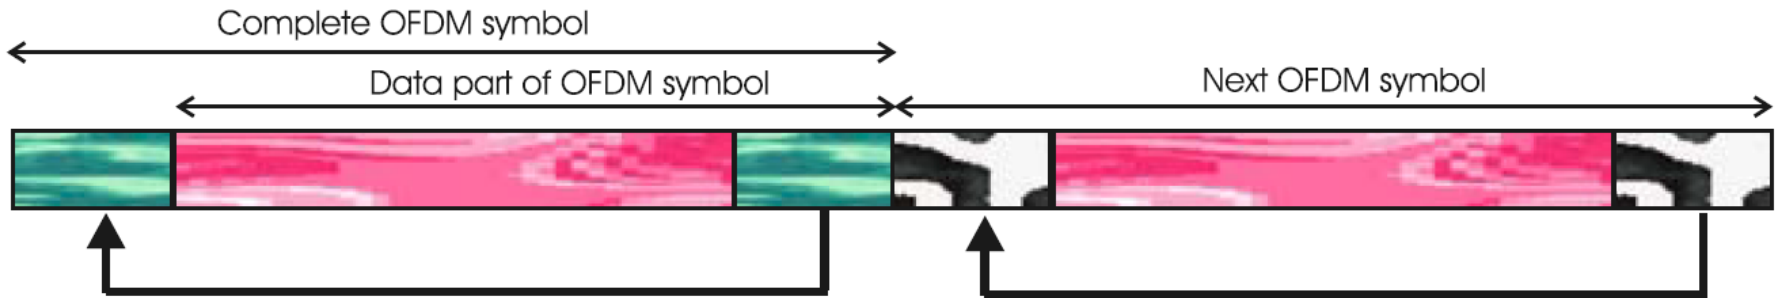 Complete OFDM symbol
Data part of OFDM symbol
Next OFDM symbol